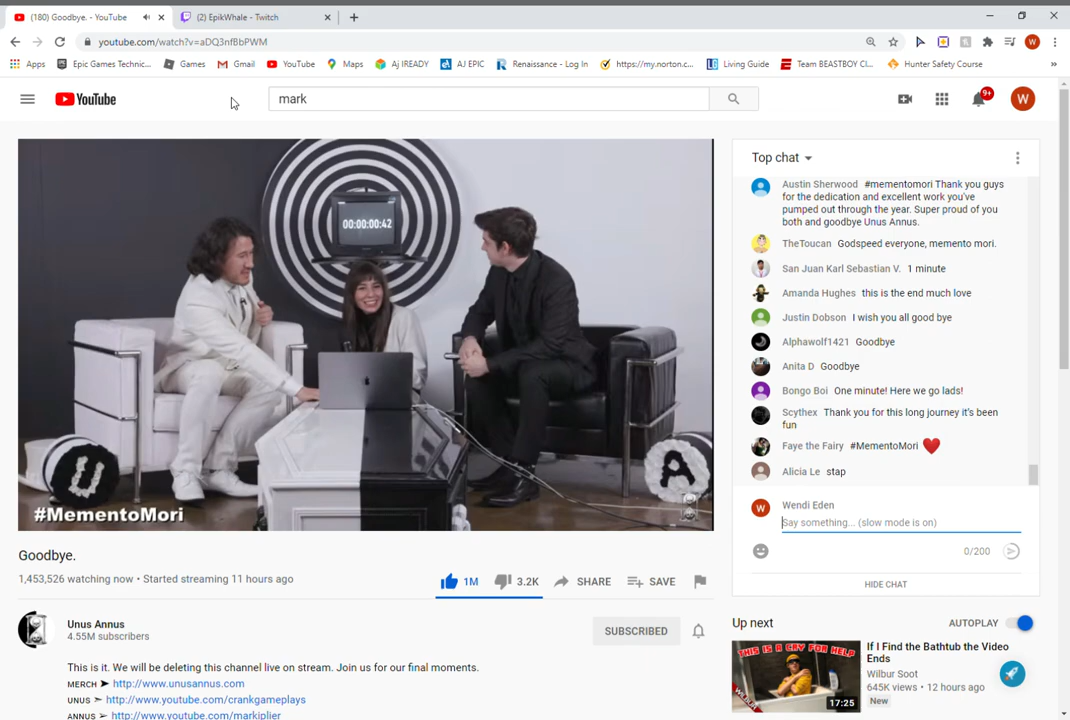 (180) Goodbye. - YouTube
(2) EpikWhale - Twitch
youtube.com/watch?v=aDQ3nfBbPWM
Apps
Epic Games Technic...
Games
Gmail
YouTube
Maps
Aj IREADY
AJ EPIC
Renaissance - Log In
https://my.norton...
Living Guide
Team BEASTBOY Cl...
Hunter Safety Course
»
YouTube
mark
9+
W
00:00:00:42
U
A
#MementoMori
Top chat
Austin Sherwood #mementomori Thank you guys
for the dedication and excellent work you've
pumped out through the year. Super proud of you
both and goodbye Unus Annus.
TheToucan Godspeed everyone, memento mori.
San Juan Karl Sebastian V. 1 minute
Amanda Hughes this is the end much love
Justin Dobson I wish you all good bye
Alphawolf1421 Goodbye
Anita D Goodbye
Bongo Boi One minute! Here we go lads!
Scythex Thank you for this long journey it's been
fun
Faye the Fairy #MementoMori
Alicia Le stap
W
Wendi Eden
Say something... (slow mode is on)
0/200
HIDE CHAT
Goodbye.
1,453,526 watching now • Started streaming 11 hours ago
1M
3.2K
SHARE
SAVE
Unus Annus
4.55M subscribers
SUBSCRIBED
This is it. We will be deleting this channel live on stream. Join us for our final moments.
MERCH ➤ http://www.unusannus.com
UNUS ➢ http://www.youtube.com/crankgameplays
ANNUS ➢ http://www.youtube.com/markiplier
Up next
AUTOPLAY
THIS IS A CRY FOR HELP
17:25
If I Find the Bathtub the Video
Ends
Wilbur Soot
645K views • 12 hours ago
New